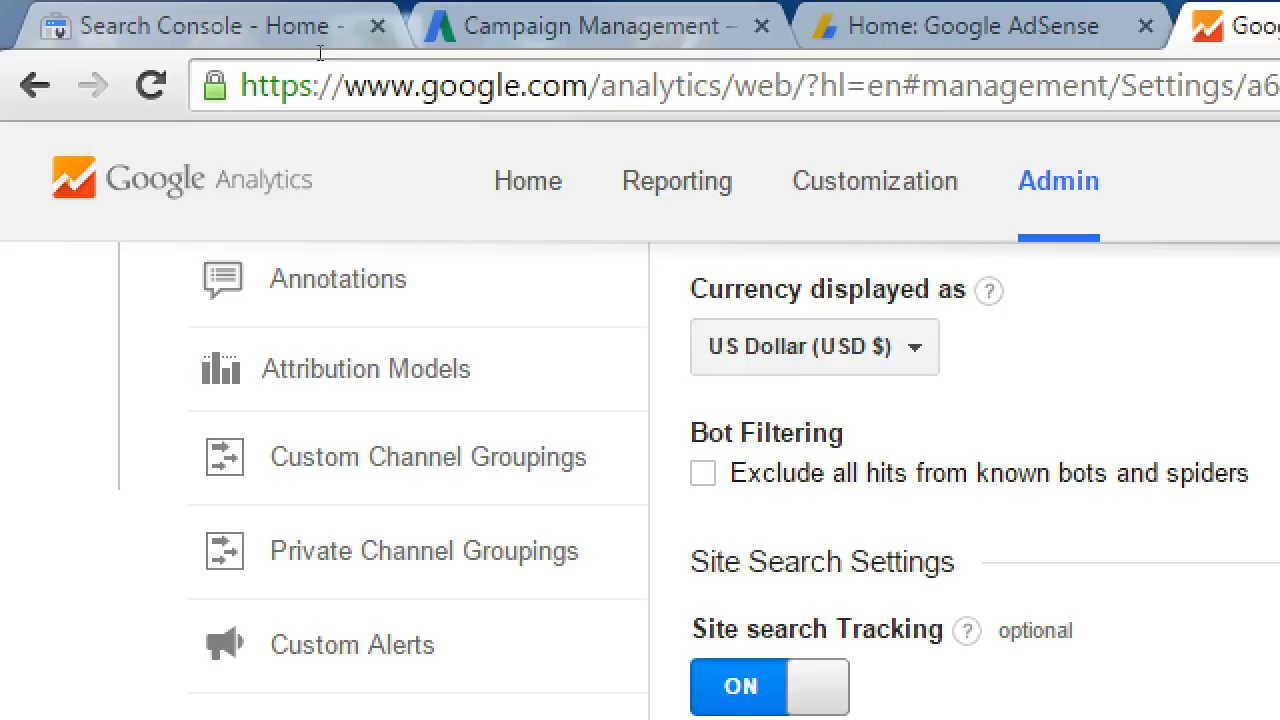 Search Console - Home -
Campaign Management –
Home: Google AdSense
Goog
https://www.google.com/analytics/web/?hl=en#management/Settings/a6
Google Analytics
Home
Reporting
Customization
Admin
Annotations
Attribution Models
Custom Channel Groupings
Private Channel Groupings
Custom Alerts
Currency displayed as ?
US Dollar (USD $)
Bot Filtering
Exclude all hits from known bots and spiders
Site Search Settings
Site search Tracking ? optional
ON